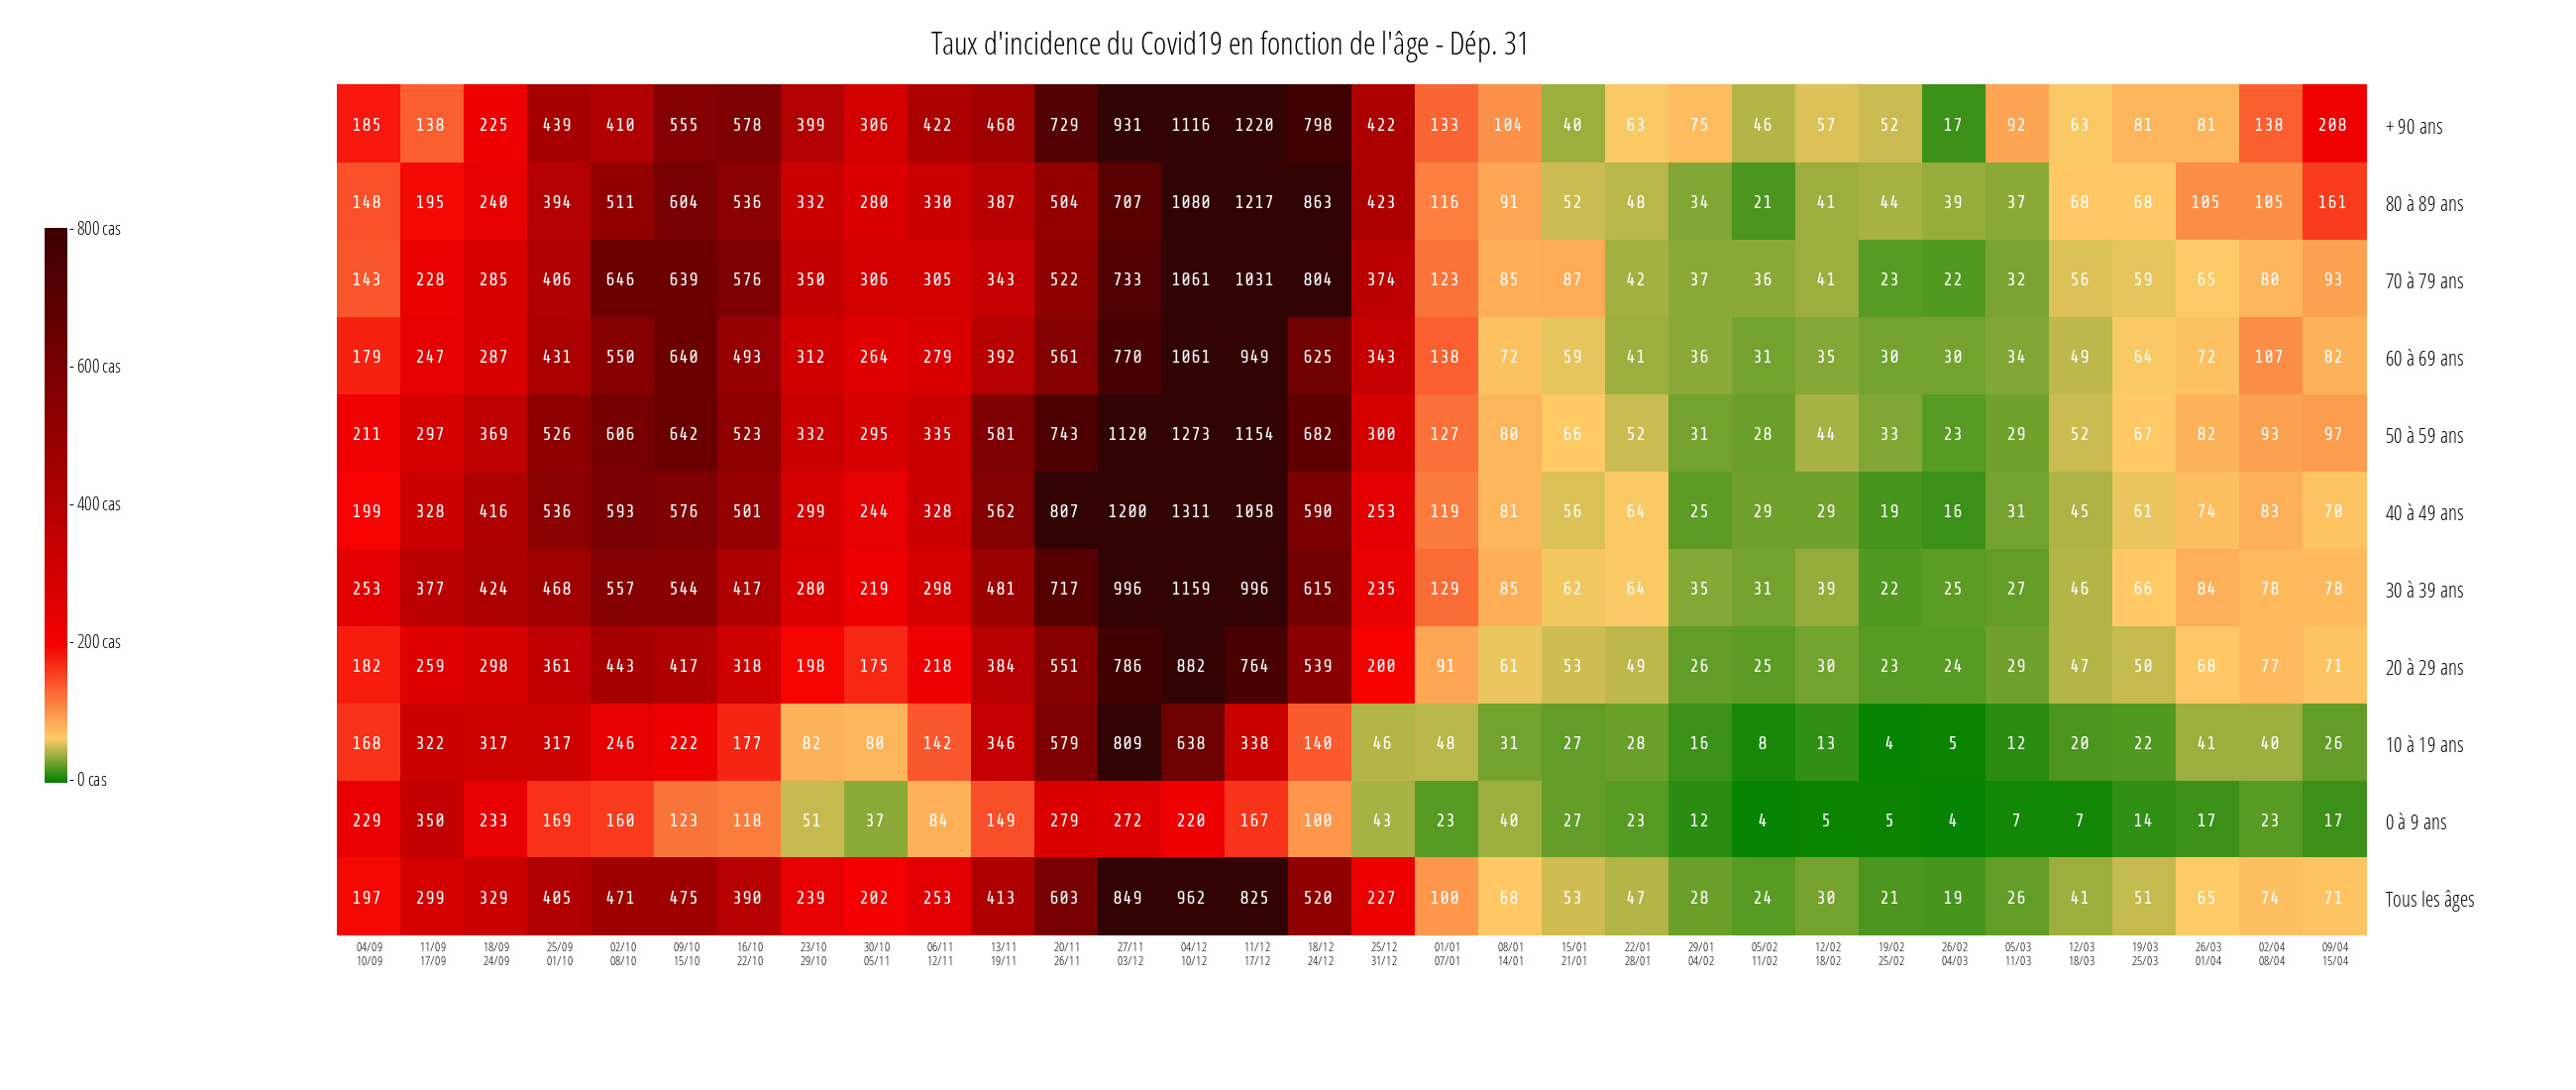 Taux d'incidence du Covid19 en fonction de l'âge - Dép. 31
185 138 225 439 410 555 578 399 306 422 468 729 931 1116 1220 798 422 133 104 40 63 75 46 57 52 17 92 63 81 81 138 208 + 90 ans
148 195 240 394 511 604 536 332 280 330 387 504 707 1080 1217 863 423 116 91 52 48 34 21 41 44 39 37 68 68 105 105 161 80 à 89 ans
- 800 cas
143 228 285 406 646 639 576 350 306 305 343 522 733 1061 1031 804 374 123 85 87 42 37 36 41 23 22 32 56 59 65 80 93 70 à 79 ans
179 247 287 431 550 640 493 312 264 279 392 561 770 1061 949 625 343 138 72 59 41 36 31 35 30 30 34 49 64 72 107 82 60 à 69 ans
- 600 cas
211 297 369 526 606 642 523 332 295 335 581 743 1120 1273 1154 682 300 127 80 66 52 31 28 44 33 23 29 52 67 82 93 97 50 à 59 ans
- 400 cas
199 328 416 536 593 576 501 299 244 328 562 807 1200 1311 1058 590 253 119 81 56 64 25 29 29 19 16 31 45 61 74 83 70 40 à 49 ans
253 377 424 468 557 544 417 280 219 298 481 717 996 1159 996 615 235 129 85 62 64 35 31 39 22 25 27 46 66 84 78 78 30 à 39 ans
- 200 cas
182 259 298 361 443 417 318 198 175 218 384 551 786 882 764 539 200 91 61 53 49 26 25 30 23 24 29 47 50 68 77 71 20 à 29 ans
168 322 317 317 246 222 177 82 80 142 346 579 809 638 338 140 46 48 31 27 28 16 8 13 4 5 12 20 22 41 40 26 10 à 19 ans
- 0 cas
229 350 233 169 160 123 118 51 37 84 149 279 272 220 167 100 43 23 40 27 23 12 4 5 5 4 7 7 14 17 23 17 0 à 9 ans
197 299 329 405 471 475 390 239 202 253 413 603 849 962 825 520 227 100 68 53 47 28 24 30 21 19 26 41 51 65 74 71 Tous les âges
04/09 11/09 18/09 25/09 02/10 09/10 16/10 23/10 30/10 06/11 13/11 20/11 27/11 04/12 11/12 18/12 25/12 01/01 08/01 15/01 22/01 29/01 05/02 12/02 19/02 26/02 05/03 12/03 19/03 26/03 02/04 09/04
10/09 17/09 24/09 01/10 08/10 15/10 22/10 29/10 05/11 12/11 19/11 26/11 03/12 10/12 17/12 24/12 31/12 07/01 14/01 21/01 28/01 04/02 11/02 18/02 25/02 04/03 11/03 18/03 25/03 01/04 08/04 15/04